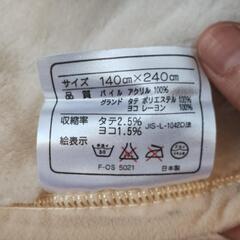 サイズ 140cm×240cm
品質 パイル アクリル 100%
グランド タテ ポリエステル 100%
ヨコ レーヨン 100%
収縮率 タテ2.5%
ヨコ1.5% JIS-L-1042D法
絵表示
F-OS 5021 日本製